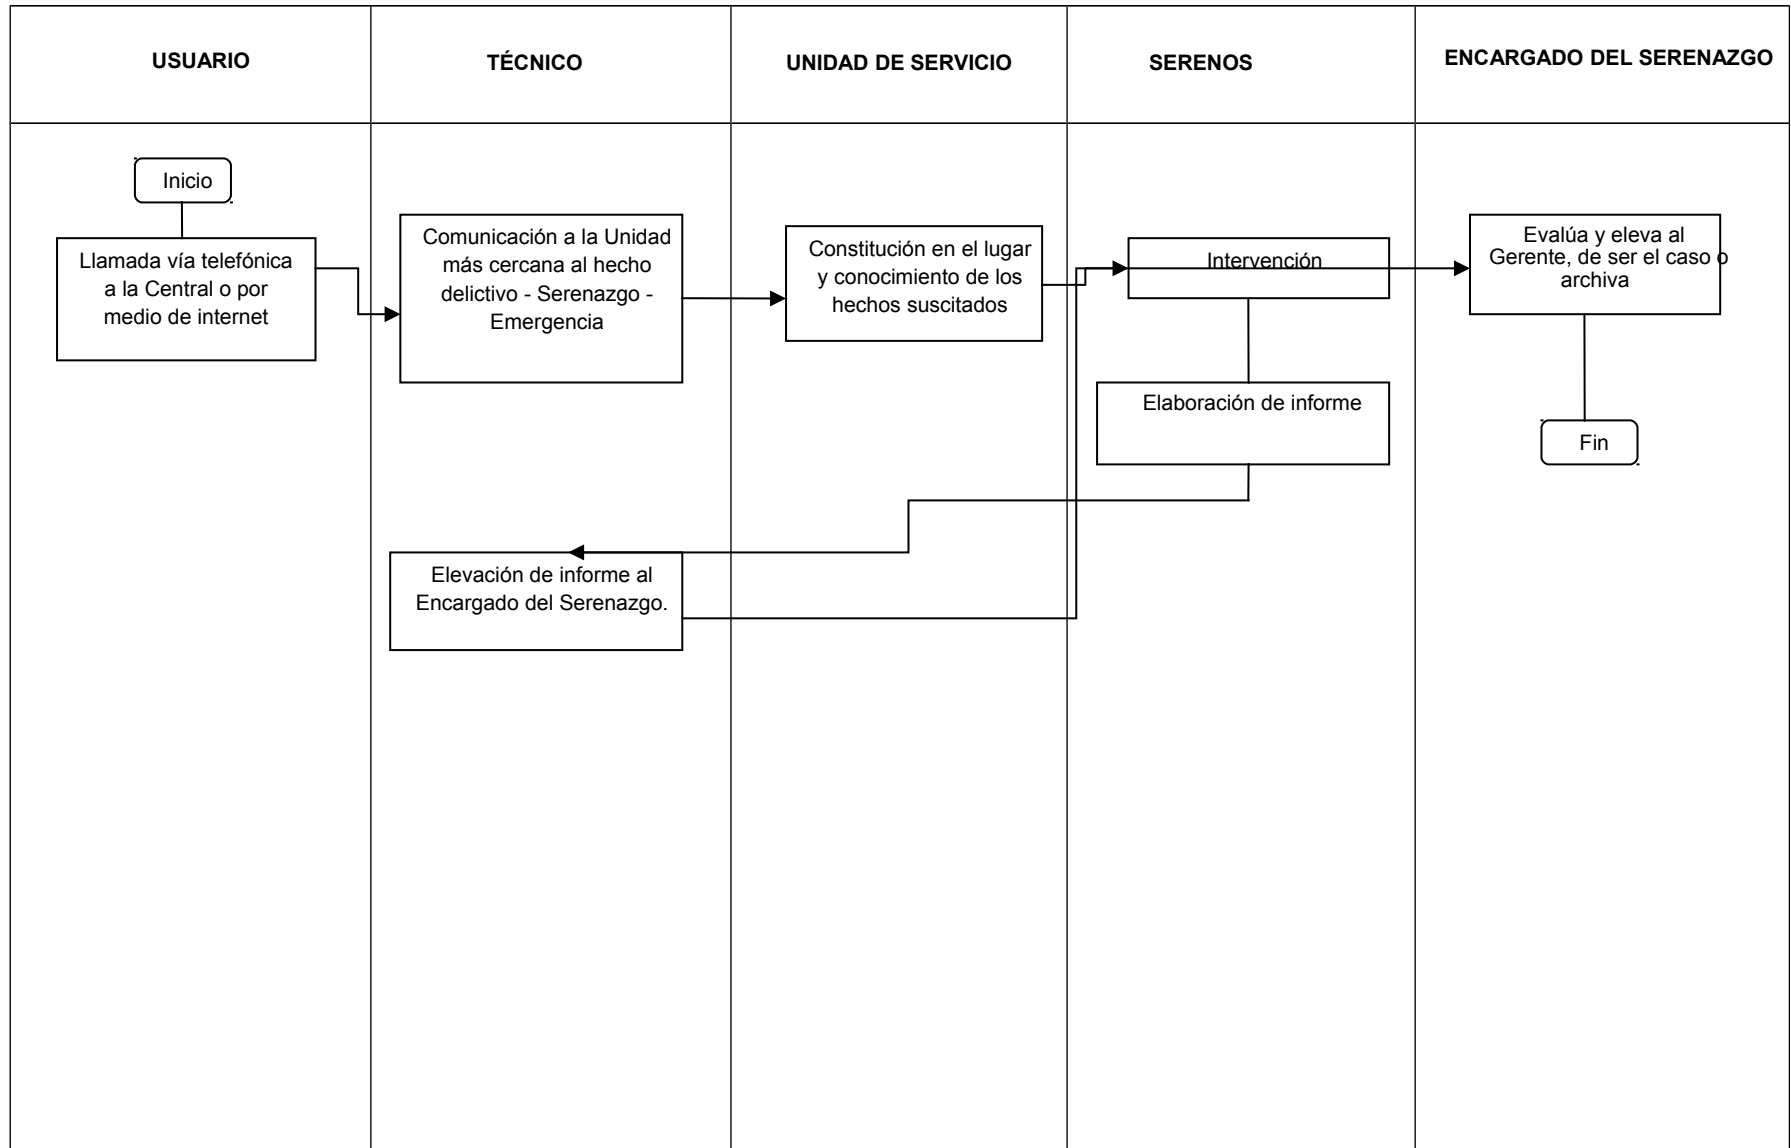 USUARIO
TÉCNICO
UNIDAD DE SERVICIO
SERENOS
ENCARGADO DEL SERENAZGO
Inicio
Llamada vía telefónica
a la Central o por
medio de internet
Comunicación a la Unidad
más cercana al hecho
delictivo - Serenazgo -
Emergencia
Constitución en el lugar
y conocimiento de los
hechos suscitados
Intervención
Evalúa y eleva al
Gerente, de ser el caso o
archiva
Elaboración de informe
Fin
Elevación de informe al
Encargado del Serenazgo.